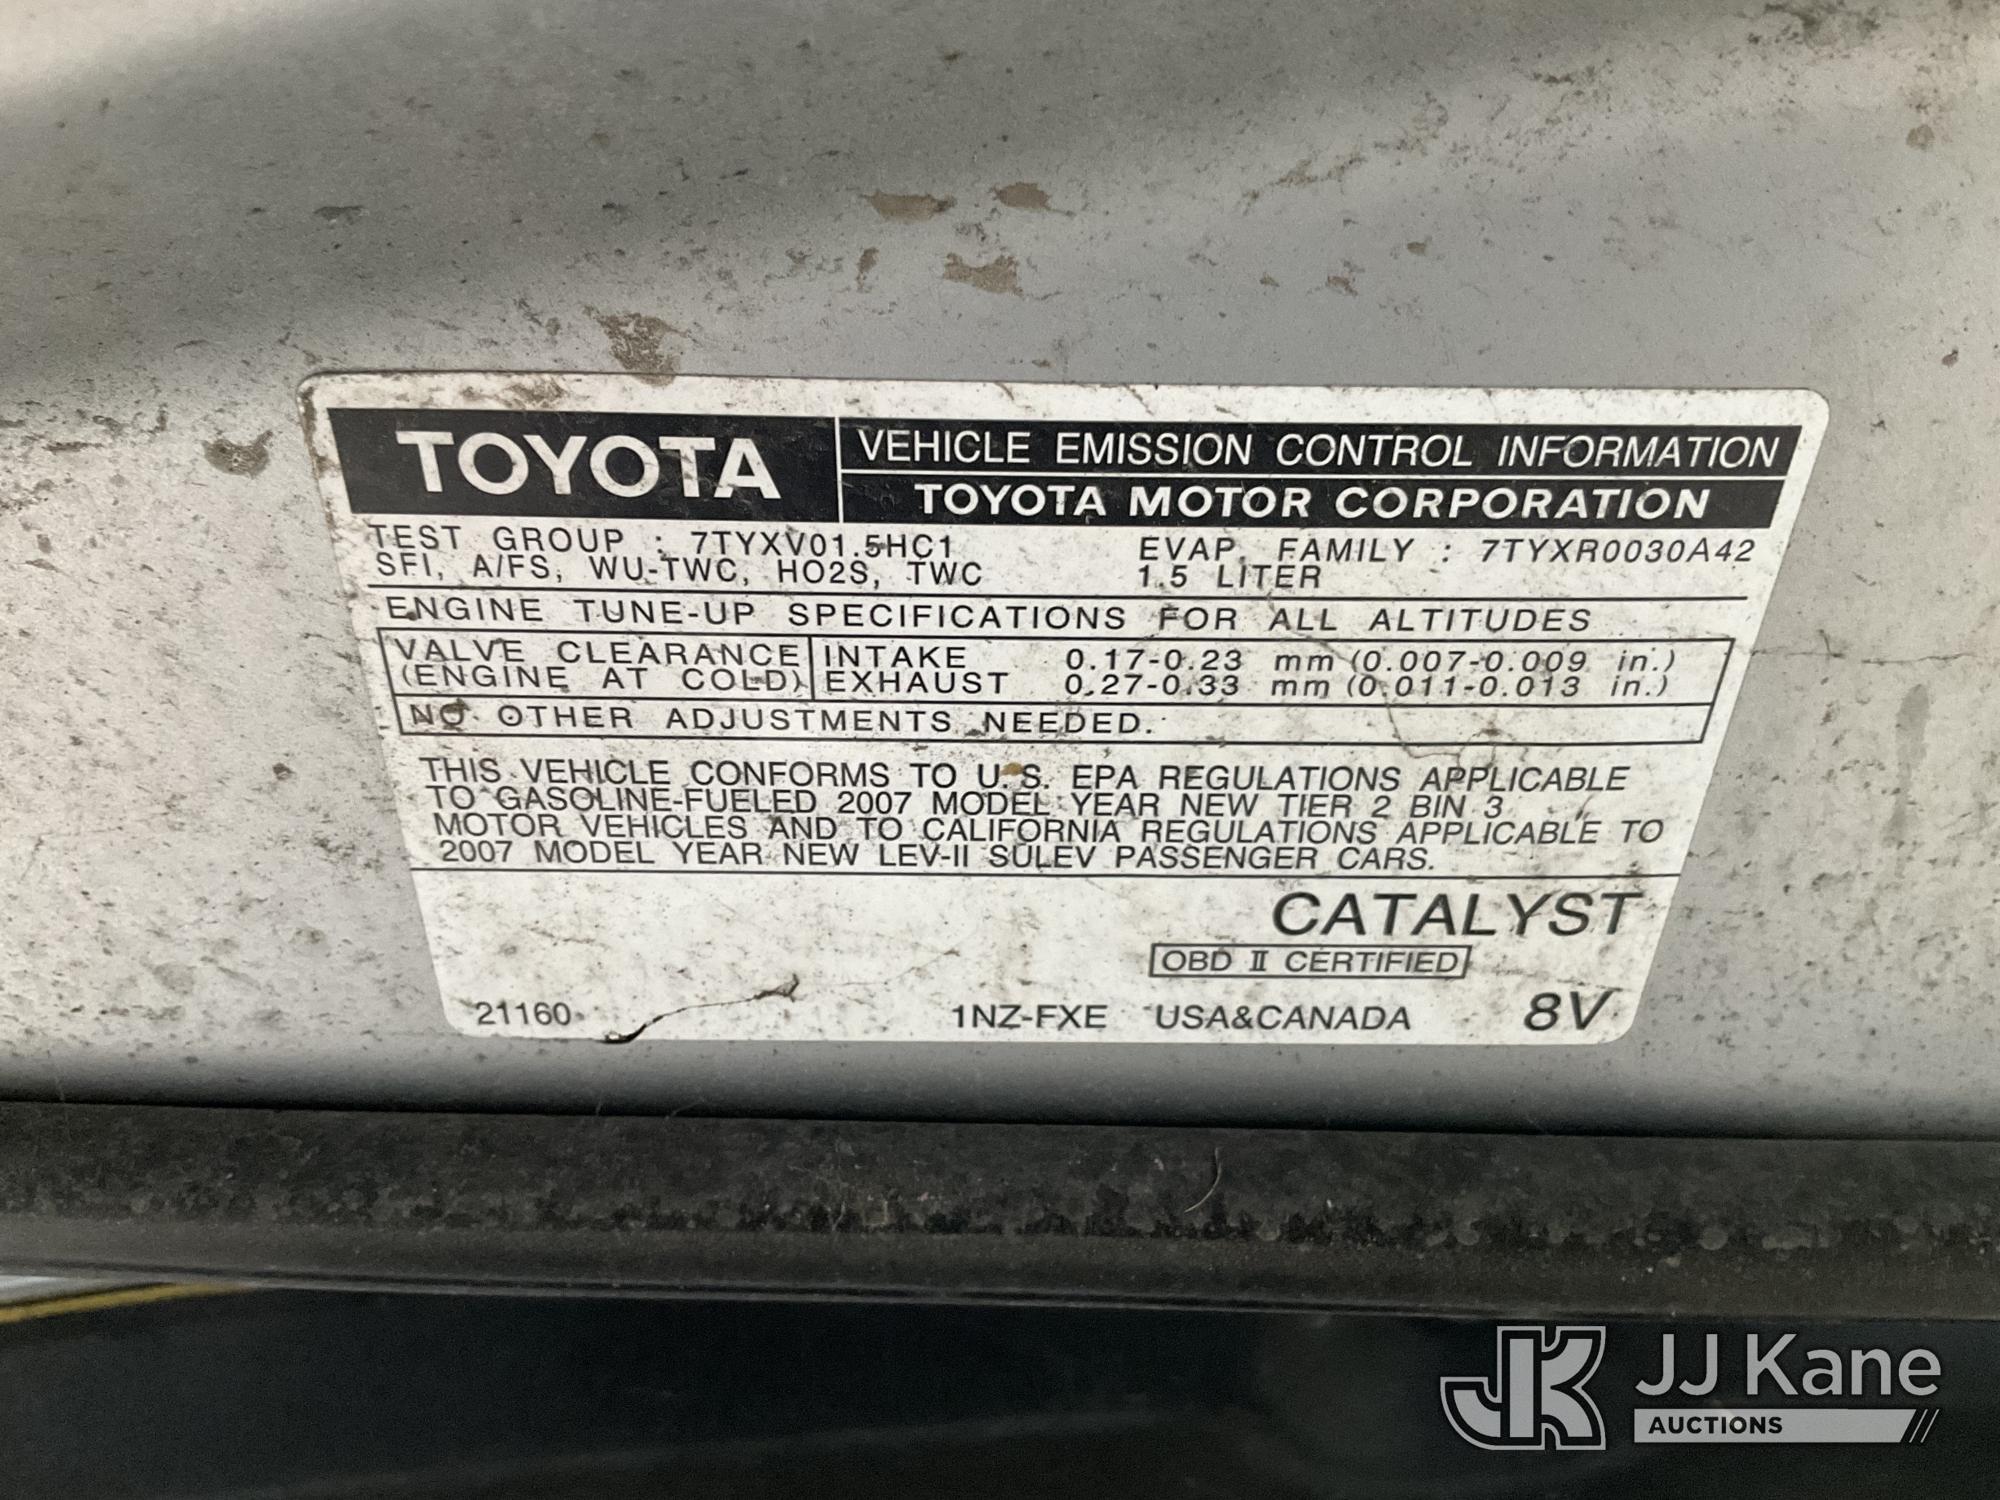 TOYOTA
VEHICLE EMISSION CONTROL INFORMATION
TOYOTA MOTOR CORPORATION
TEST GROUP : 7TYXV01.5HC1 EVAP. FAMILY : 7TYXR0030A42
SFI, A/FS, WU-TWC, HO2S, TWC 1.5 LITER
ENGINE TUNE-UP SPECIFICATIONS FOR ALL ALTITUDES
VALVE CLEARANCE INTAKE 0.17-0.23 mm (0.007-0.009 in.)
(ENGINE AT COLD) EXHAUST 0.27-0.33 mm (0.011-0.013 in.)
NO OTHER ADJUSTMENTS NEEDED.
THIS VEHICLE CONFORMS TO U.S. EPA REGULATIONS APPLICABLE
TO GASOLINE-FUELED 2007 MODEL YEAR NEW TIER 2 BIN 3
MOTOR VEHICLES AND TO CALIFORNIA REGULATIONS APPLICABLE TO
2007 MODEL YEAR NEW LEV-II SULEV PASSENGER CARS.
CATALYST
OBD II CERTIFIED
21160 1NZ-FXE USA&CANADA 8V
JK JJ Kane
AUCTIONS